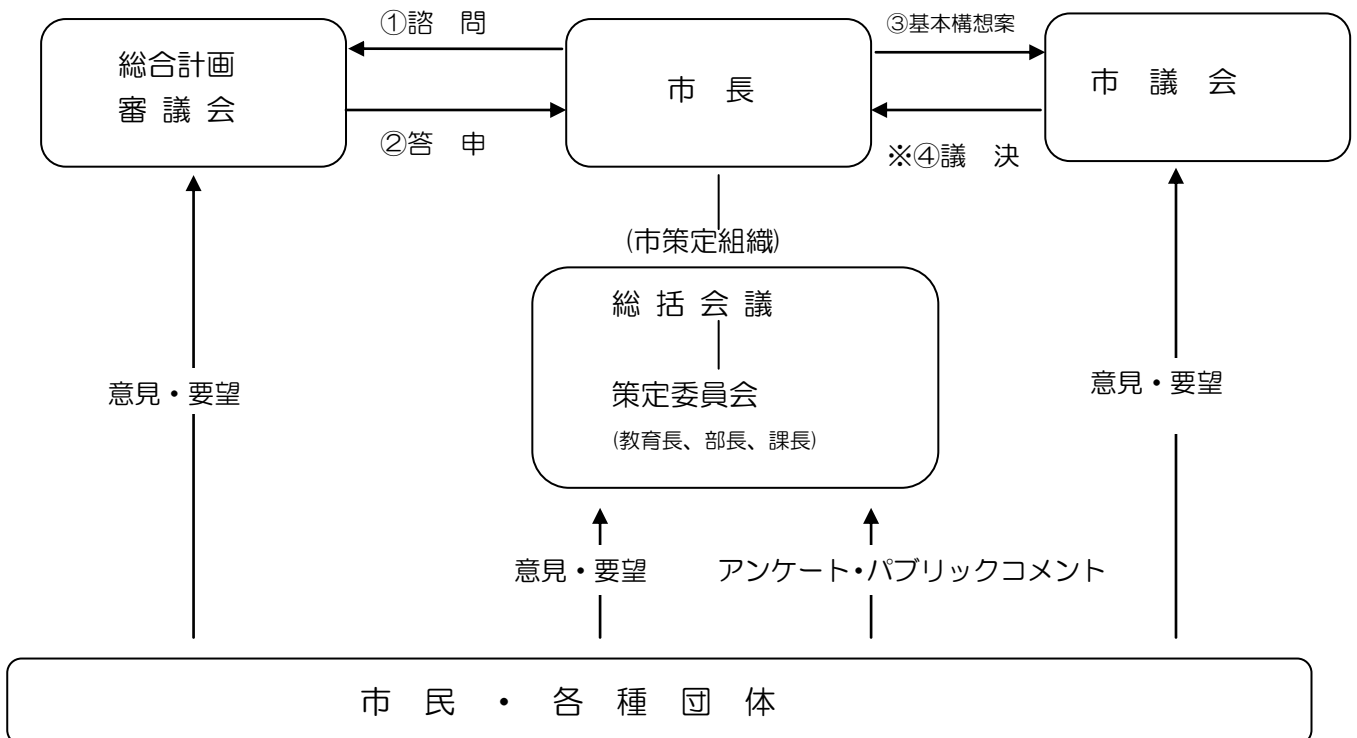 ①諮　問
③基本構想案
総合計画
審 議 会
市　長
市　議　会
②答　申
※④議　決
(市策定組織)
総 括 会 議
策定委員会
(教育長、部長、課長)
意見・要望
意見・要望
意見・要望
アンケート・パブリックコメント
市　民　・　各　種　団　体